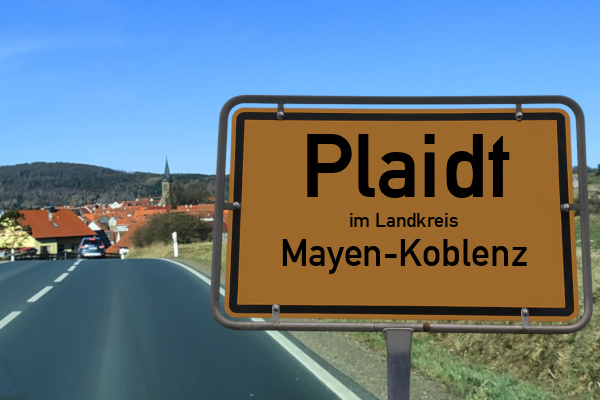 Plaidt
im Landkreis
Mayen-Koblenz